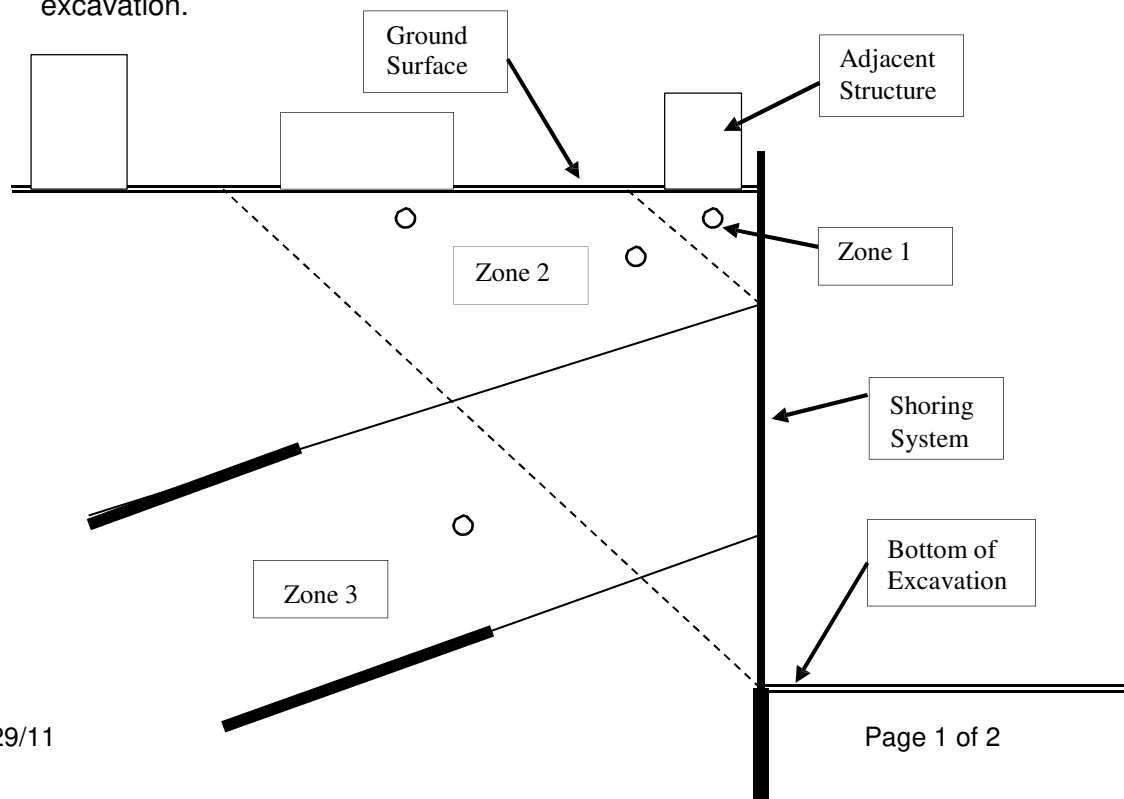 excavation.
Ground
Surface
Adjacent
Structure
Zone 1
Zone 2
Shoring
System
Bottom of
Excavation
Zone 3
29/11
Page 1 of 2